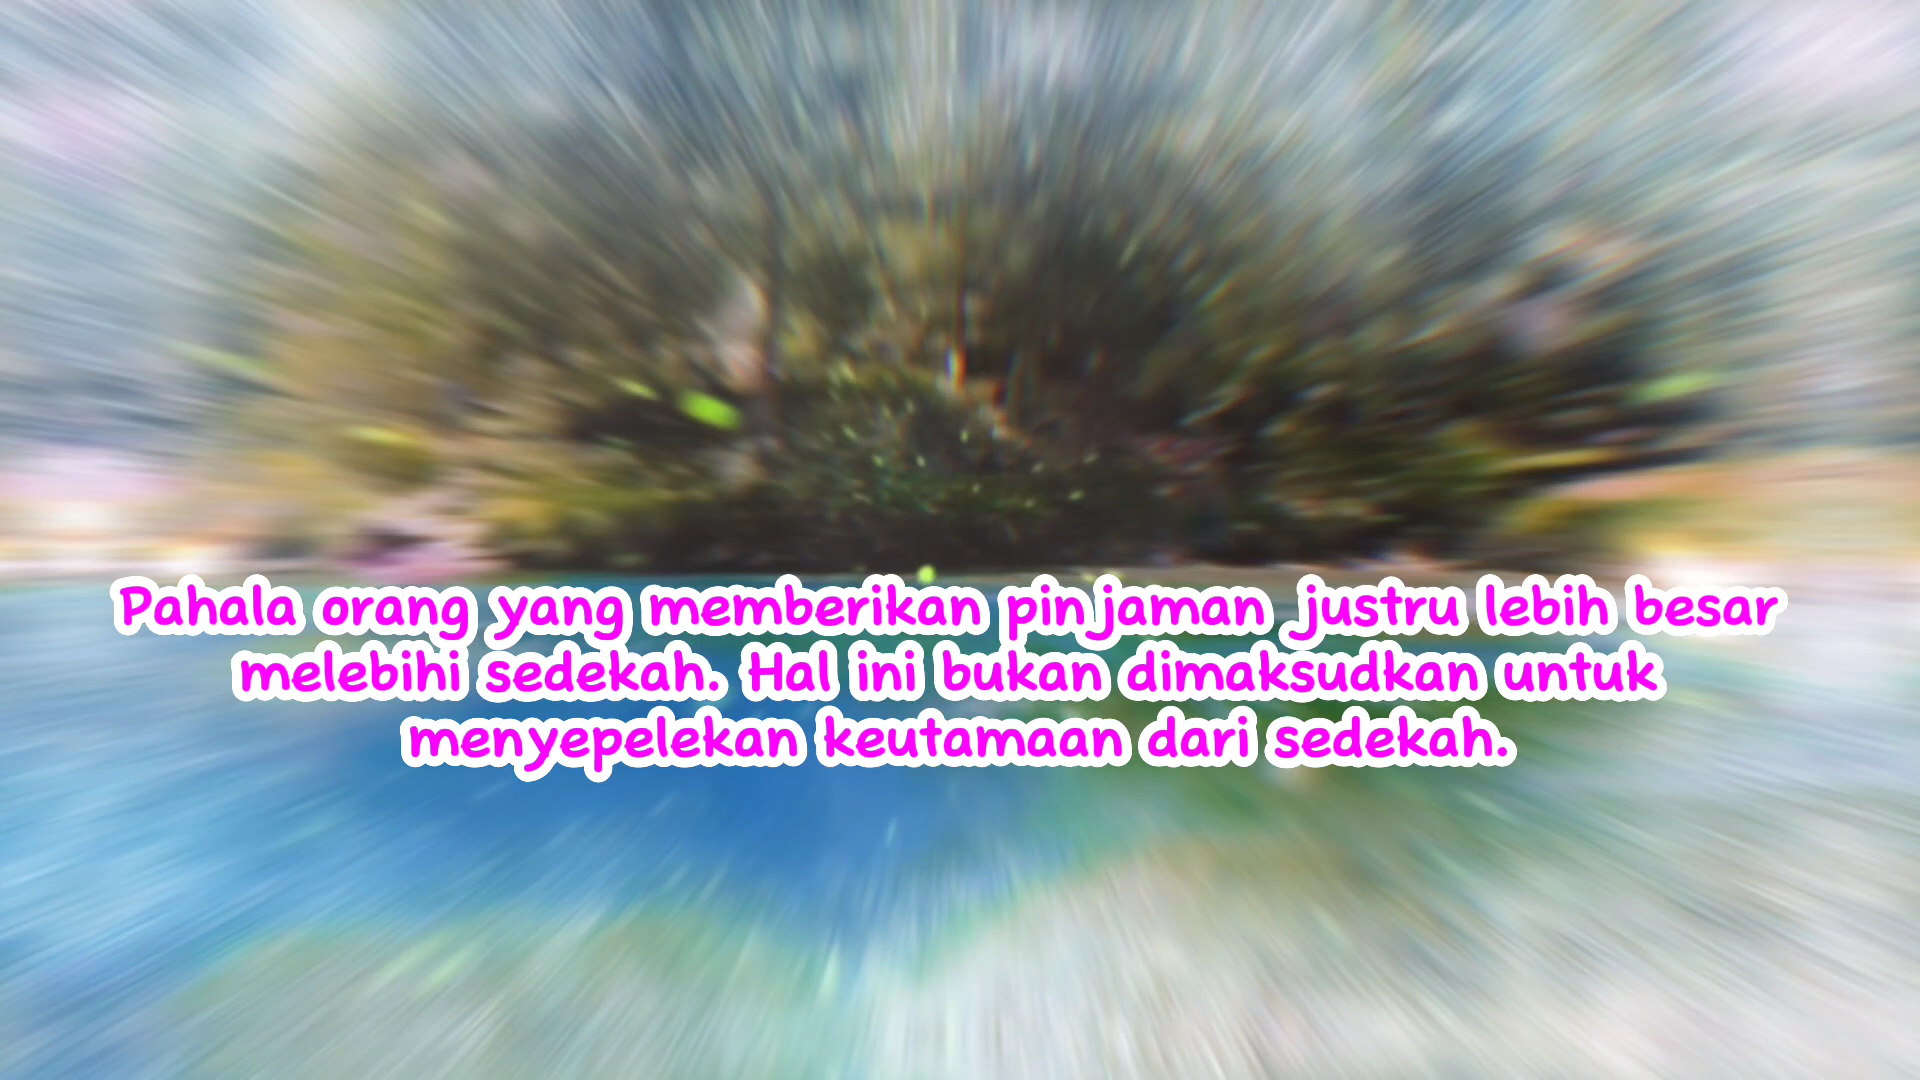 Pahala orang yang memberikan pinjaman justru lebih besar
melebihi sedekah. Hal ini bukan dimaksudkan untuk
menyepelekan keutamaan dari sedekah.